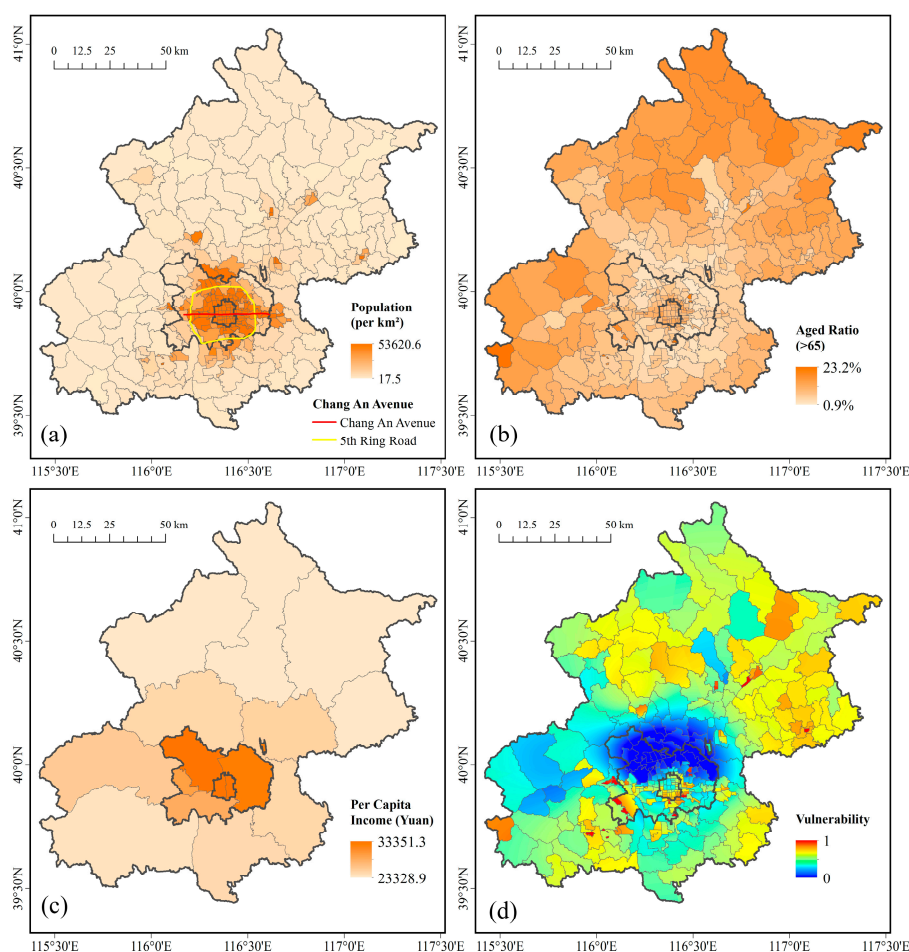 0 12.5 25 50 km
41°0'N
40°30'N
40°0'N
39°30'N
Population
(per km²)
53620.6
17.5
Chang An Avenue
Chang An Avenue
5th Ring Road
(a)
115°30'E 116°0'E 116°30'E 117°0'E 117°30'E
0 12.5 25 50 km
41°0'N
40°30'N
40°0'N
39°30'N
Aged Ratio
(>65)
23.2%
0.9%
(b)
115°30'E 116°0'E 116°30'E 117°0'E 117°30'E
0 12.5 25 50 km
41°0'N
40°30'N
40°0'N
39°30'N
Per Capita
Income (Yuan)
33351.3
23328.9
(c)
115°30'E 116°0'E 116°30'E 117°0'E 117°30'E
0 12.5 25 50 km
41°0'N
40°30'N
40°0'N
39°30'N
Vulnerability
1
0
(d)
115°30'E 116°0'E 116°30'E 117°0'E 117°30'E